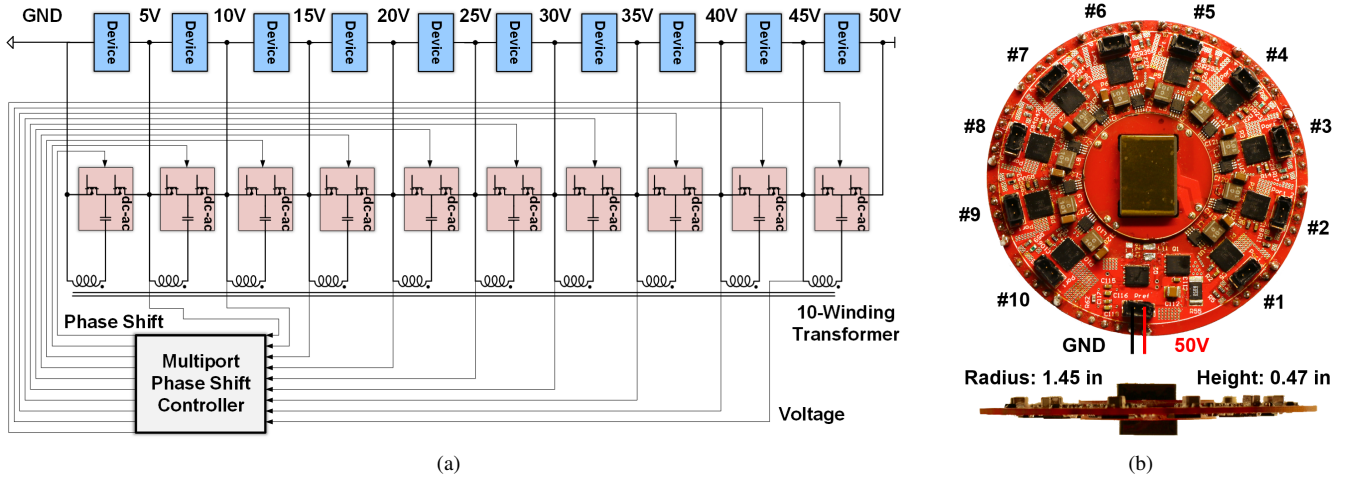 GND 5V 10V 15V 20V 25V 30V 35V 40V 45V 50V
Device Device Device Device Device Device Device Device Device Device
dc-ac dc-ac dc-ac dc-ac dc-ac dc-ac dc-ac dc-ac dc-ac dc-ac
10-Winding
Transformer
Phase Shift
Multiport
Phase Shift
Controller
Voltage
(a)
#6 #5
#7 #4
#8 #3
#9 #2
#10 #1
GND 50V
Radius: 1.45 in Height: 0.47 in
(b)